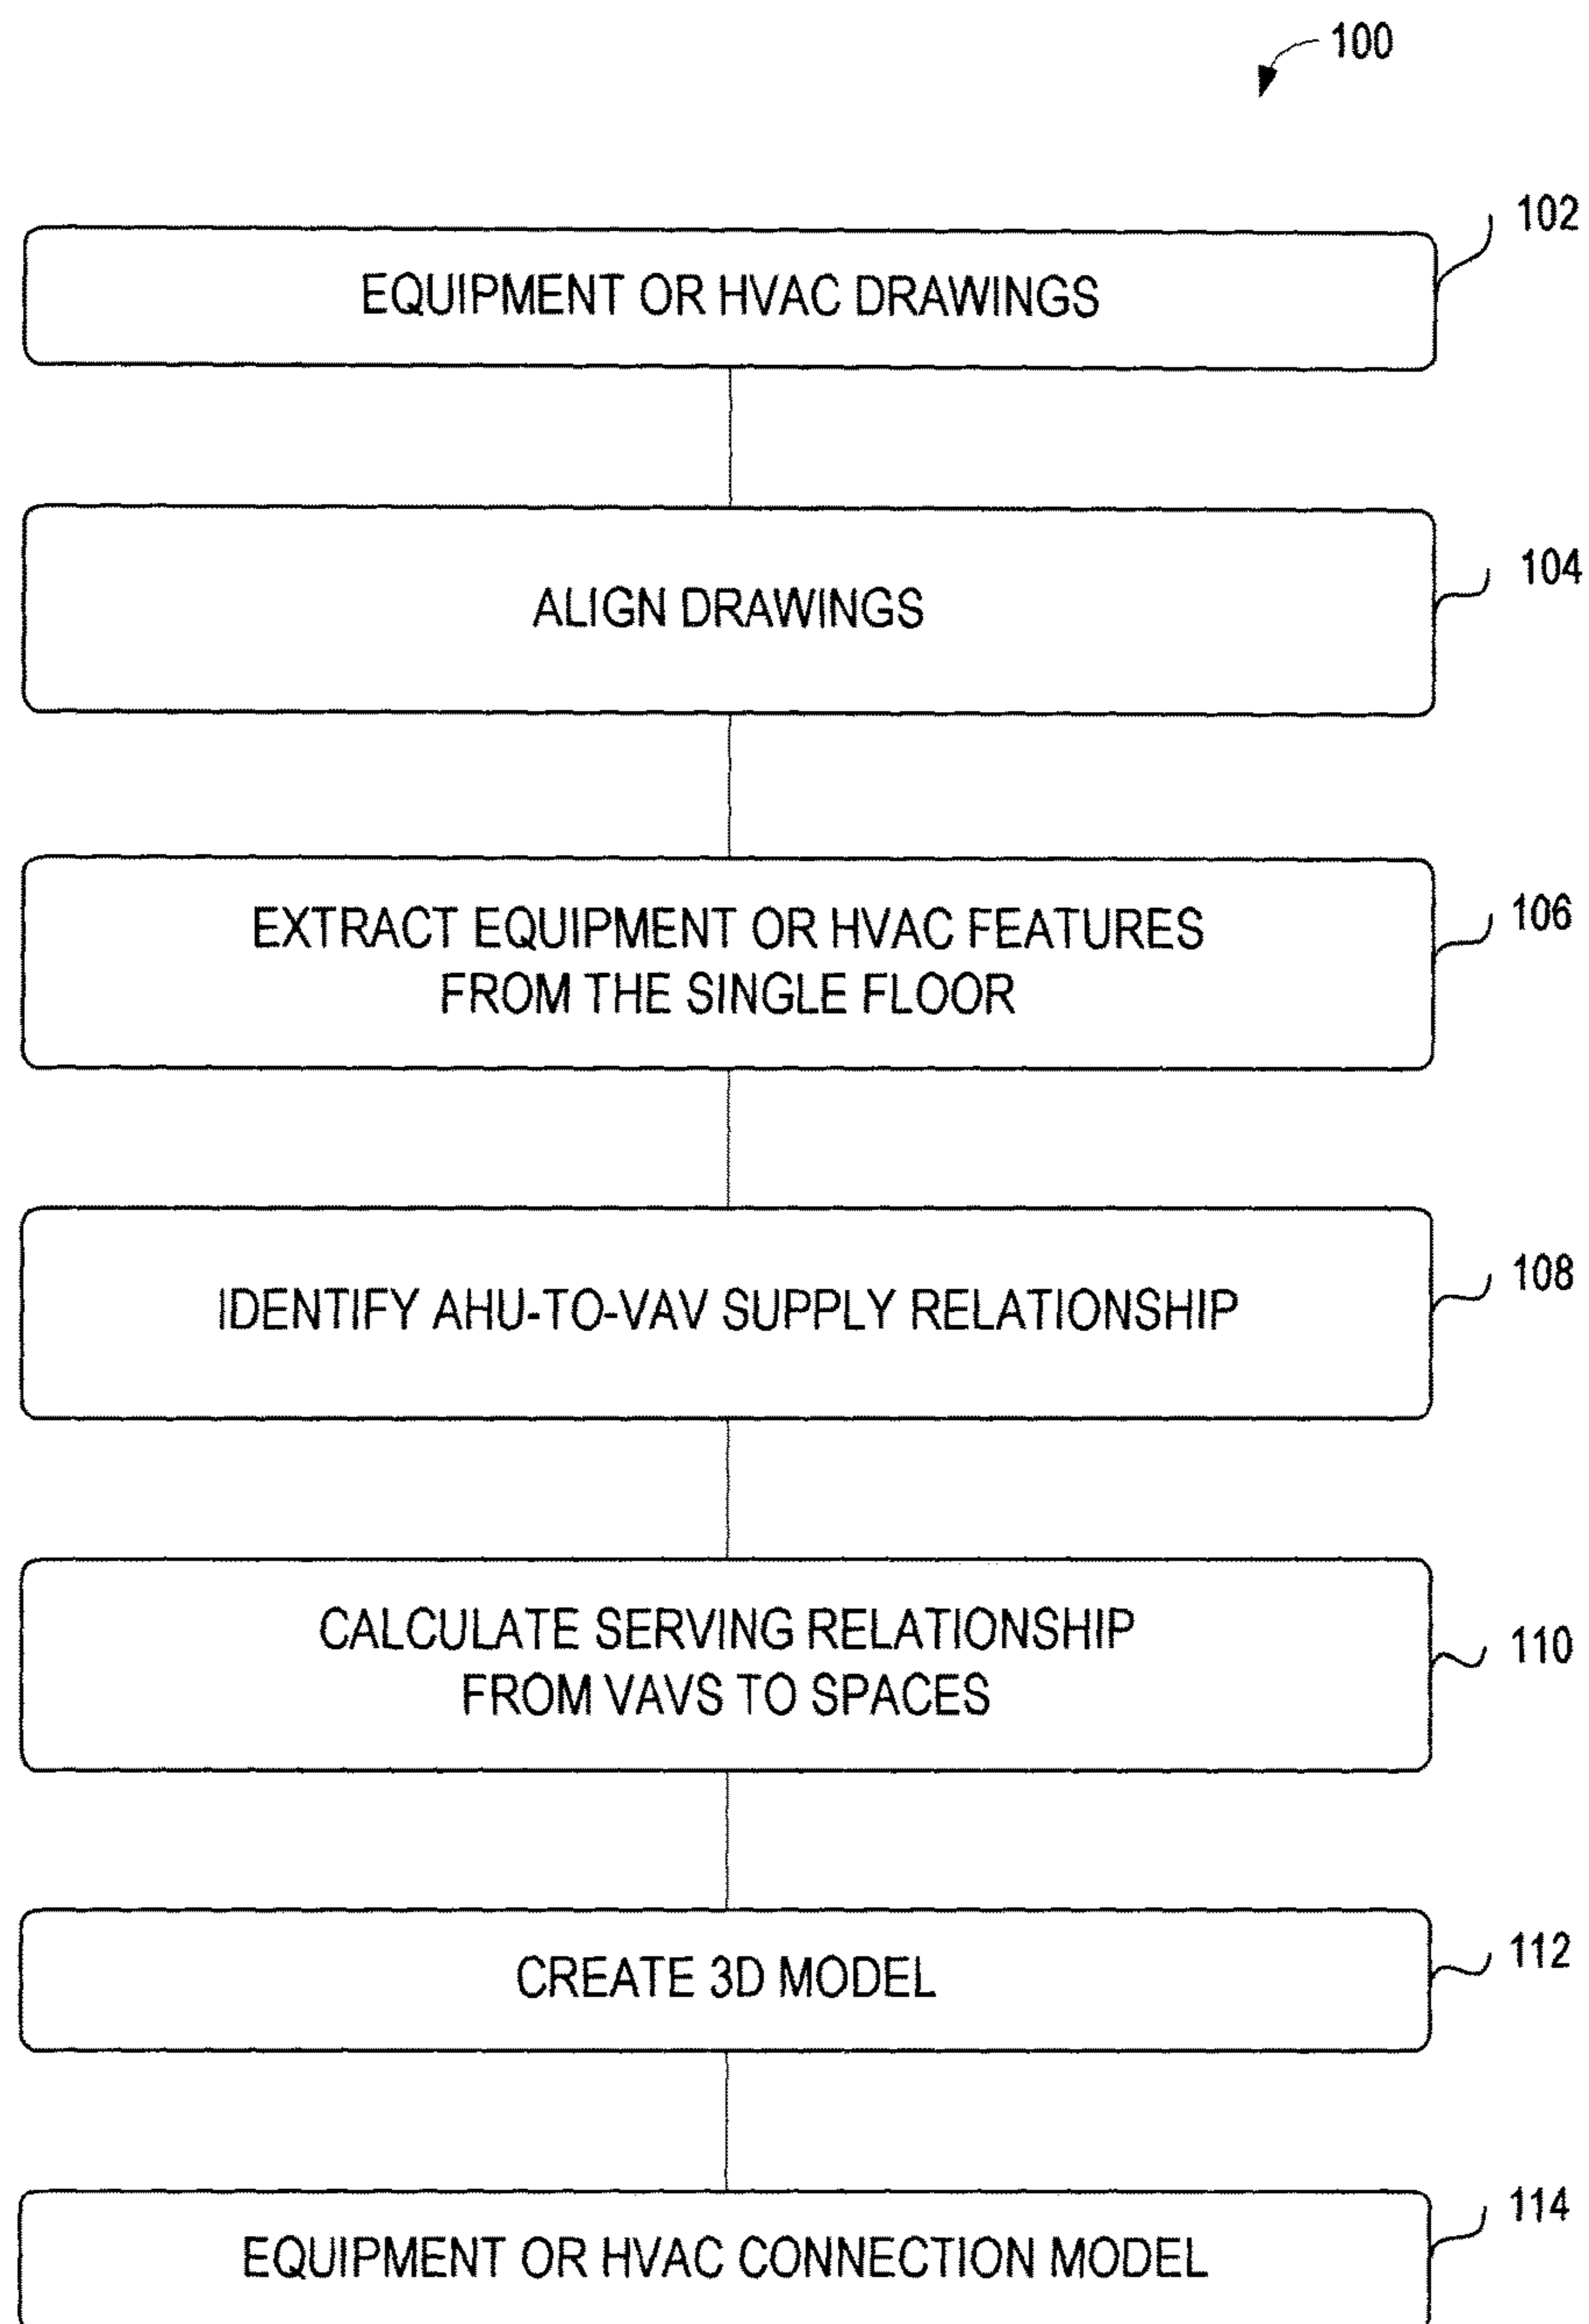 100
102
EQUIPMENT OR HVAC DRAWINGS
104
ALIGN DRAWINGS
106
EXTRACT EQUIPMENT OR HVAC FEATURES
FROM THE SINGLE FLOOR
108
IDENTIFY AHU-TO-VAV SUPPLY RELATIONSHIP
110
CALCULATE SERVING RELATIONSHIP
FROM VAVS TO SPACES
112
CREATE 3D MODEL
114
EQUIPMENT OR HVAC CONNECTION MODEL